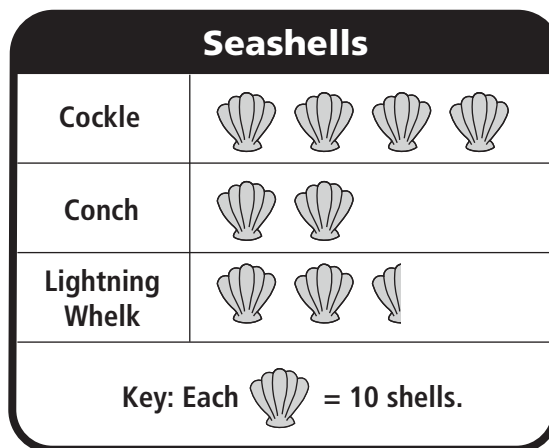 Seashells
Cockle
Conch
Lightning
Whelk
Key: Each = 10 shells.